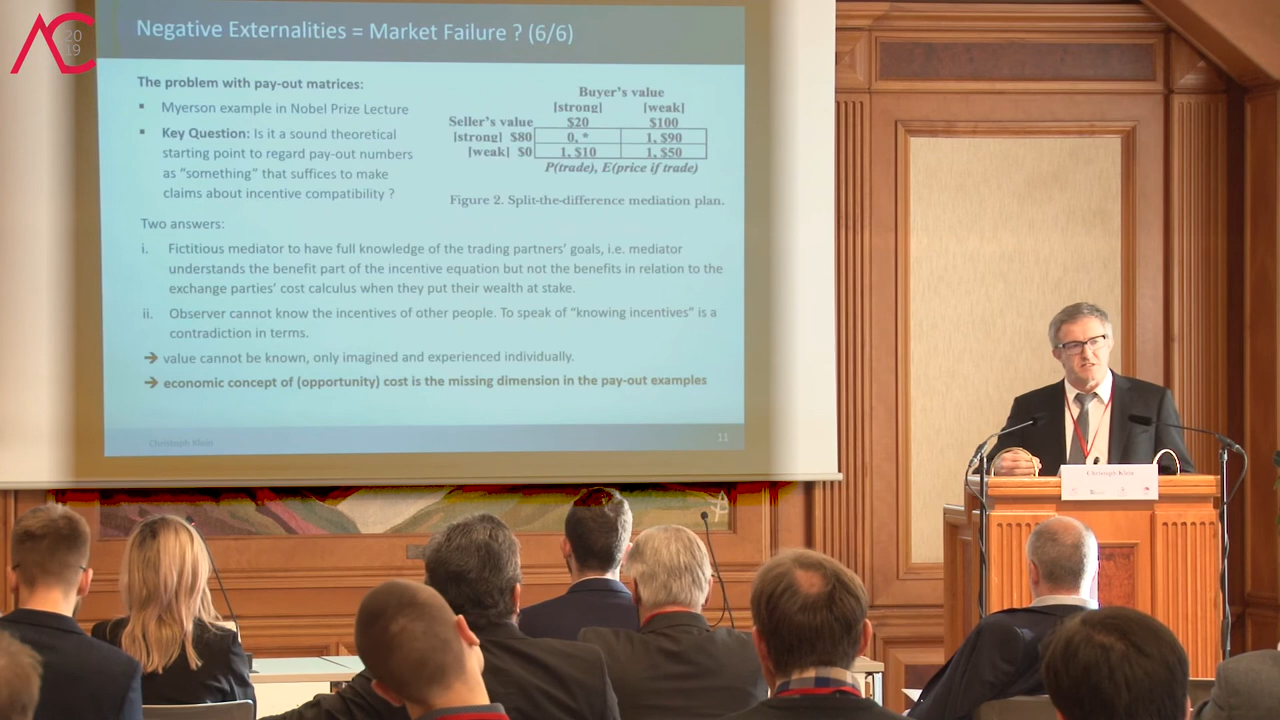 AC 20
19
Negative Externalities = Market Failure ? (6/6)
The problem with pay-out matrices:
▪ Myerson example in Nobel Prize Lecture
▪ Key Question: Is it a sound theoretical
starting point to regard pay-out numbers
as “something” that suffices to make
claims about incentive compatibility ?
Buyer's value
[strong] [weak]
Seller's value $20 $100
[strong] $80 0, * 1, $90
[weak] $0 1, $10 1, $50
P(trade), E(price if trade)
Figure 2. Split-the-difference mediation plan.
Two answers:
i. Fictitious mediator to have full knowledge of the trading partners’ goals, i.e. mediator
understands the benefit part of the incentive equation but not the benefits in relation to the
exchange parties’ cost calculus when they put their wealth at stake.
ii. Observer cannot know the incentives of other people. To speak of “knowing incentives” is a
contradiction in terms.
→ value cannot be known, only imagined and experienced individually.
→ economic concept of (opportunity) cost is the missing dimension in the pay-out examples
Christoph Klein
11
Christoph Klein